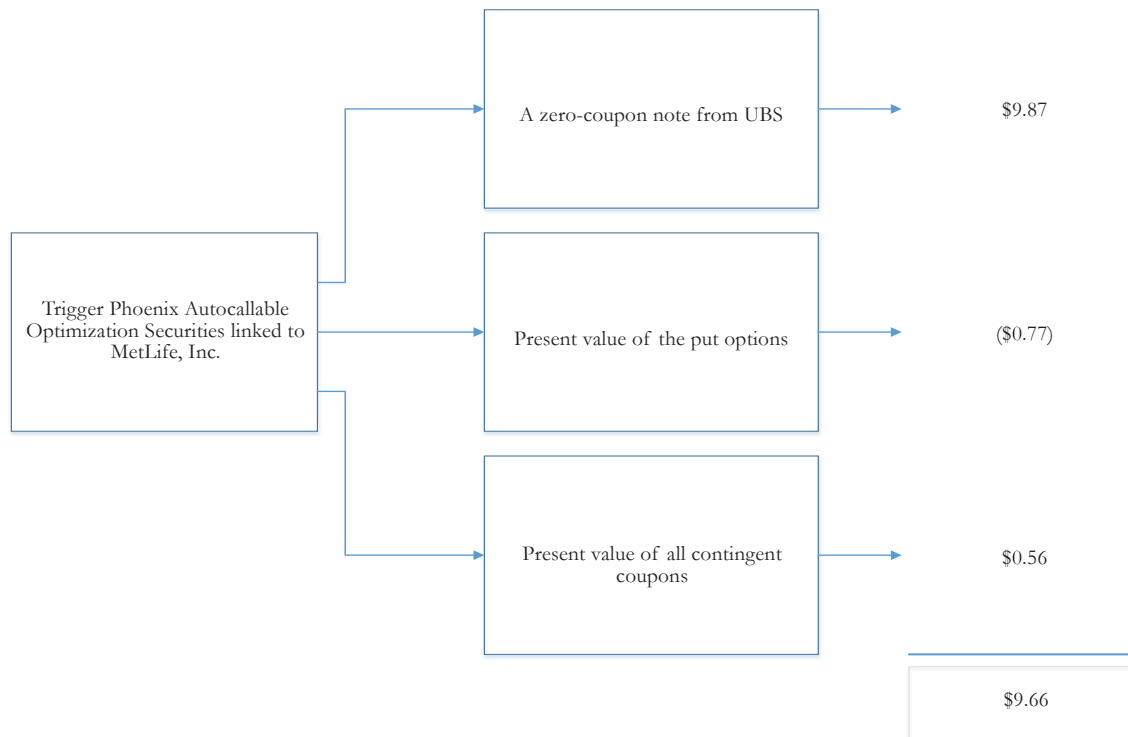 A zero-coupon note from UBS
$9.87
Trigger Phoenix Autocallable
Optimization Securities linked to
MetLife, Inc.
Present value of the put options
($0.77)
Present value of all contingent
coupons
$0.56
$9.66